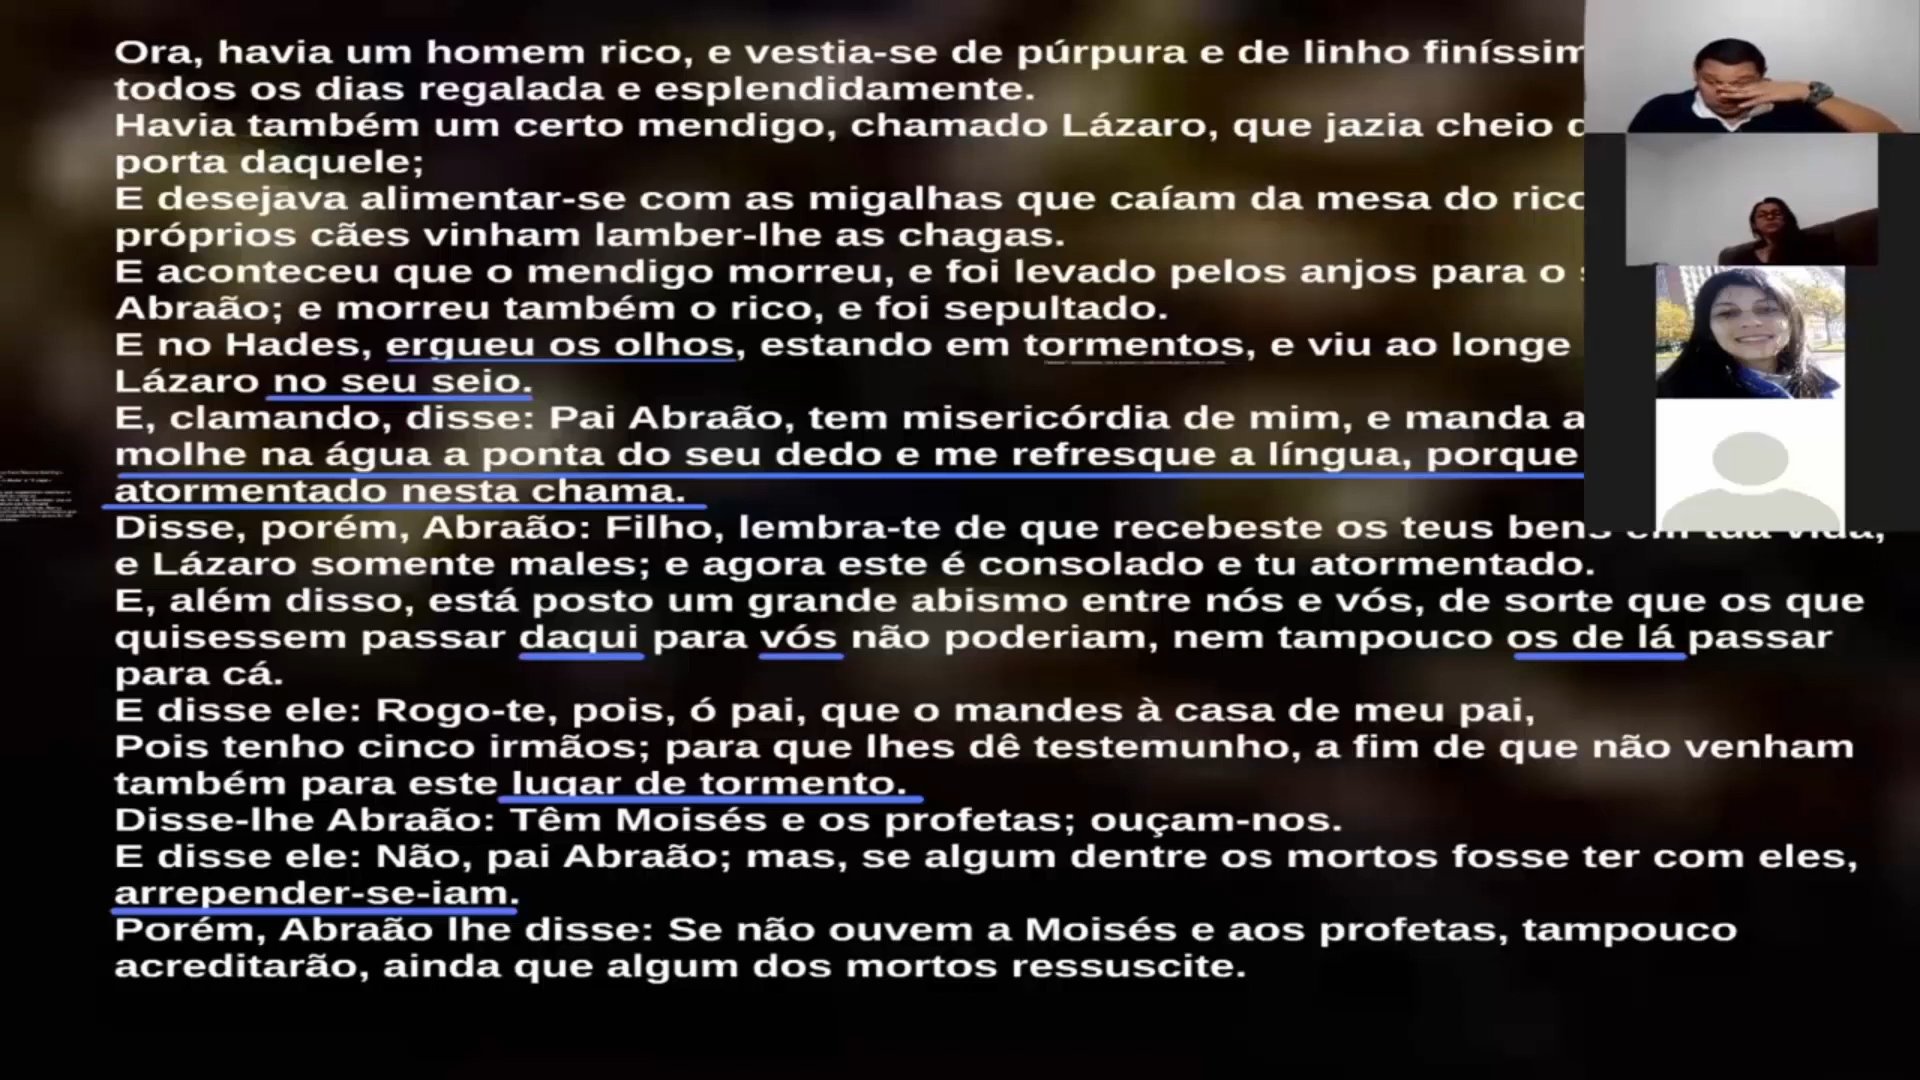 Ora, havia um homem rico, e vestia-se de púrpura e de linho
todos os dias regalada e esplendidamente.
Havia também um certo mendigo, chamado Lázaro, que jazia cheio
porta daquele;
E desejava alimentar-se com as migalhas que caíam da mesa do
próprios cães vinham lamber-lhe as chagas.
E aconteceu que o mendigo morreu, e foi levado pelos anjos para o
Abraão; e morreu também o rico, e foi sepultado.
E no Hades, ergueu os olhos, estando em tormentos, e viu ao longe
Lázaro no seu seio.
E, clamando, disse: Pai Abraão, tem misericórdia de mim, e manda a
molhe na água a ponta do seu dedo e me refresque a língua, porque
atormentado nesta chama.
Disse, porém, Abraão: Filho, lembra-te de que recebeste os teus bens em tua vida,
e Lázaro somente males; e agora este é consolado e tu atormentado.
E, além disso, está posto um grande abismo entre nós e vós, de sorte que os que
quisessem passar daqui para vós não poderiam, nem tampouco os de lá passar
para cá.
E disse ele: Rogo-te, pois, ó pai, que o mandes à casa de meu pai,
Pois tenho cinco irmãos; para que lhes dê testemunho, a fim de que não venham
também para este lugar de tormento.
Disse-lhe Abraão: Têm Moisés e os profetas; ouçam-nos.
E disse ele: Não, pai Abraão; mas, se algum dentre os mortos fosse ter com eles,
arrepender-se-iam.
Porém, Abraão lhe disse: Se não ouvem a Moisés e aos profetas, tampouco
acreditarão, ainda que algum dos mortos ressuscite.